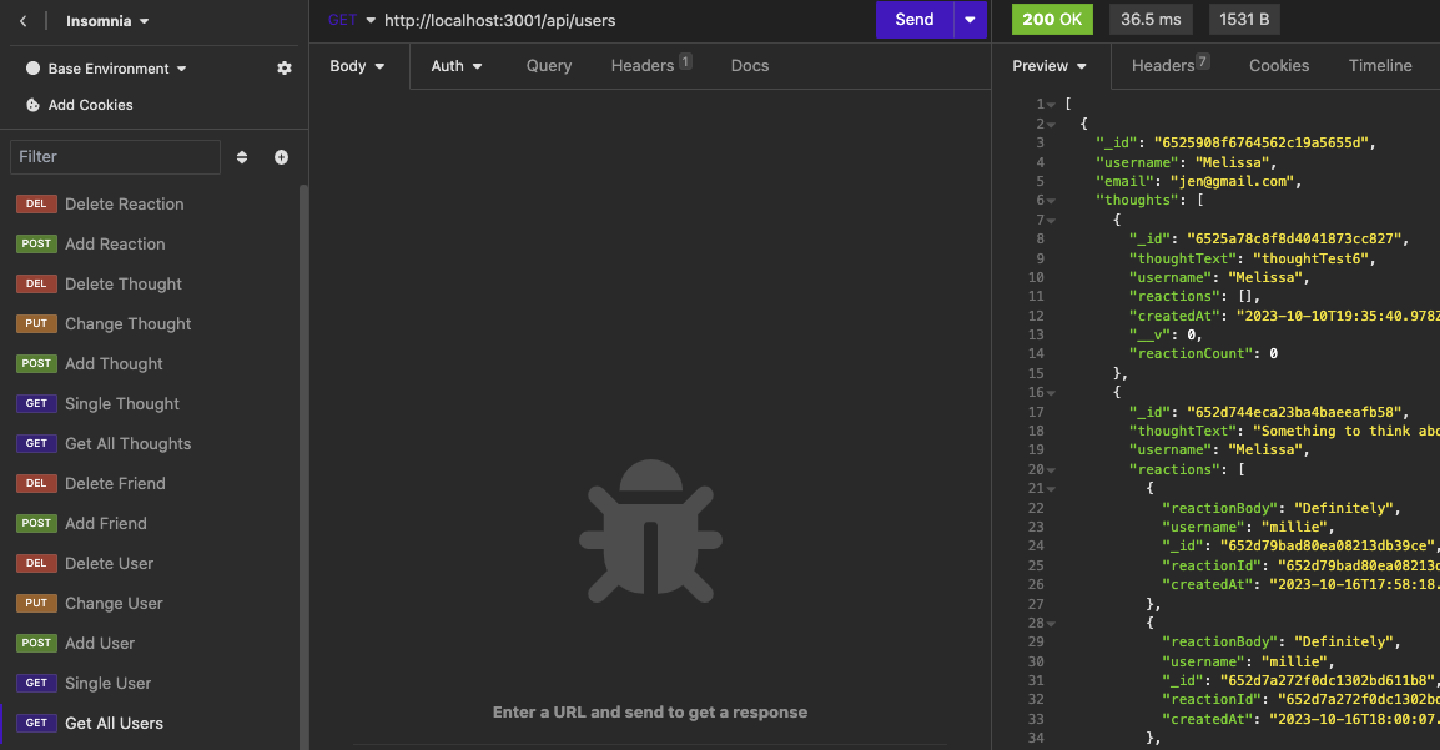 Insomnia
Base Environment
Add Cookies
Filter
DEL Delete Reaction
POST Add Reaction
DEL Delete Thought
PUT Change Thought
POST Add Thought
GET Single Thought
GET Get All Thoughts
DEL Delete Friend
POST Add Friend
DEL Delete User
PUT Change User
POST Add User
GET Single User
GET Get All Users
GET http://localhost:3001/api/users Send
Body Auth Query Headers 1 Docs
Enter a URL and send to get a response
200 OK 36.5 ms 1531 B
Preview Headers 7 Cookies Timeline
1 [
2 {
3 "_id": "6525908f6764562c19a5655d",
4 "username": "Melissa",
5 "email": "jen@gmail.com",
6 "thoughts": [
7 {
8 "_id": "6525a78c8f8d4041873cc827",
9 "thoughtText": "thoughtTest6",
10 "username": "Melissa",
11 "reactions": [],
12 "createdAt": "2023-10-10T19:35:40.978Z
13 "__v": 0,
14 "reactionCount": 0
15 },
16 {
17 "_id": "652d744eca23ba4baeeafb58",
18 "thoughtText": "Something to think abo
19 "username": "Melissa",
20 "reactions": [
21 {
22 "reactionBody": "Definitely",
23 "username": "millie",
24 "_id": "652d79bad80ea08213db39ce",
25 "reactionId": "652d79bad80ea08213d
26 "createdAt": "2023-10-16T17:58:18.
27 },
28 {
29 "reactionBody": "Definitely",
30 "username": "millie",
31 "_id": "652d7a272f0dc1302bd611b8",
32 "reactionId": "652d7a272f0dc1302bd
33 "createdAt": "2023-10-16T18:00:07.
34 },